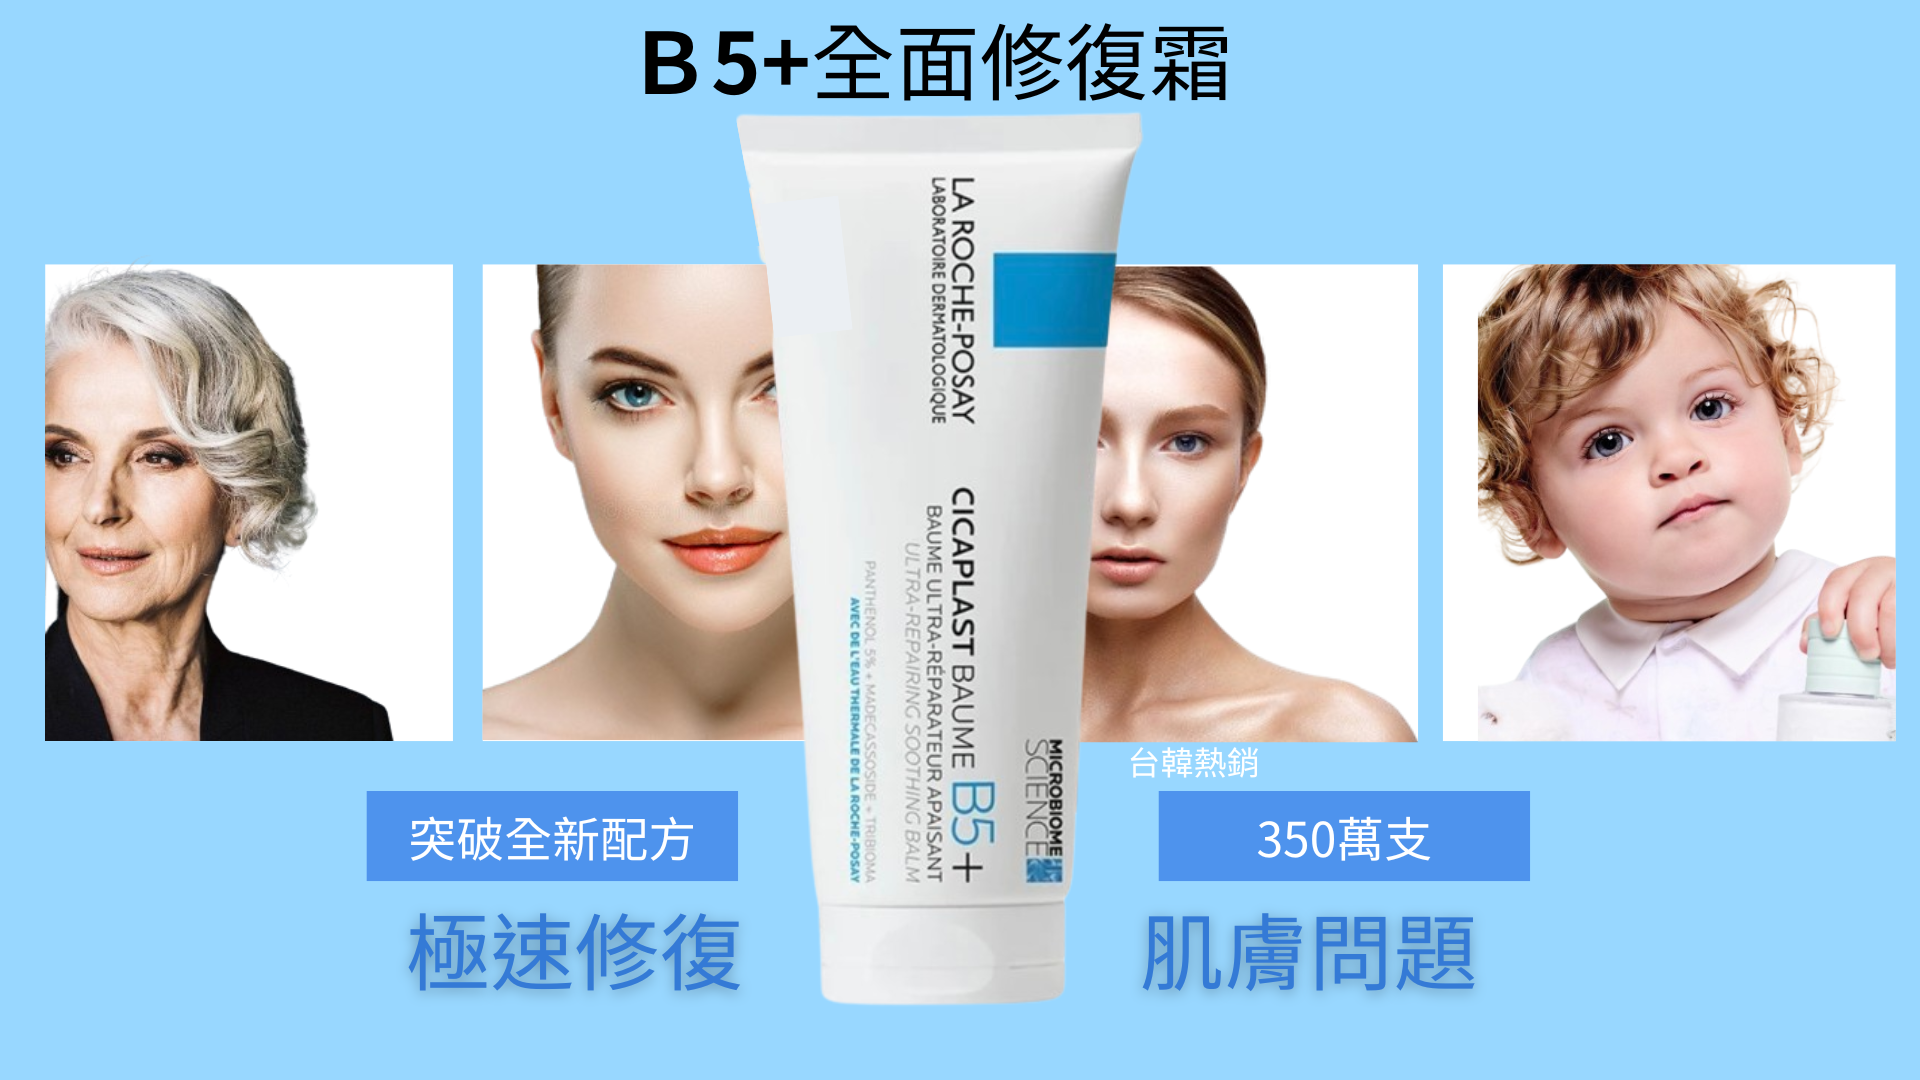 B5+全面修復霜
LA ROCHE-POSAY
LABORATOIRE DERMATOLOGIQUE
CICAPLAST BAUME B5+
BAUME ULTRA-RÉPARATEUR APAISANT
ULTRA-REPAIRING SOOTHING BALM
PANTHENOL 5% + MADECASSOSIDE + TRIBIOMA
AVEC DE L'EAU THERMALE DE LA ROCHE-POSAY
MICROBIOME
SCIENCE
台韓熱銷
突破全新配方
350萬支
極速修復
肌膚問題